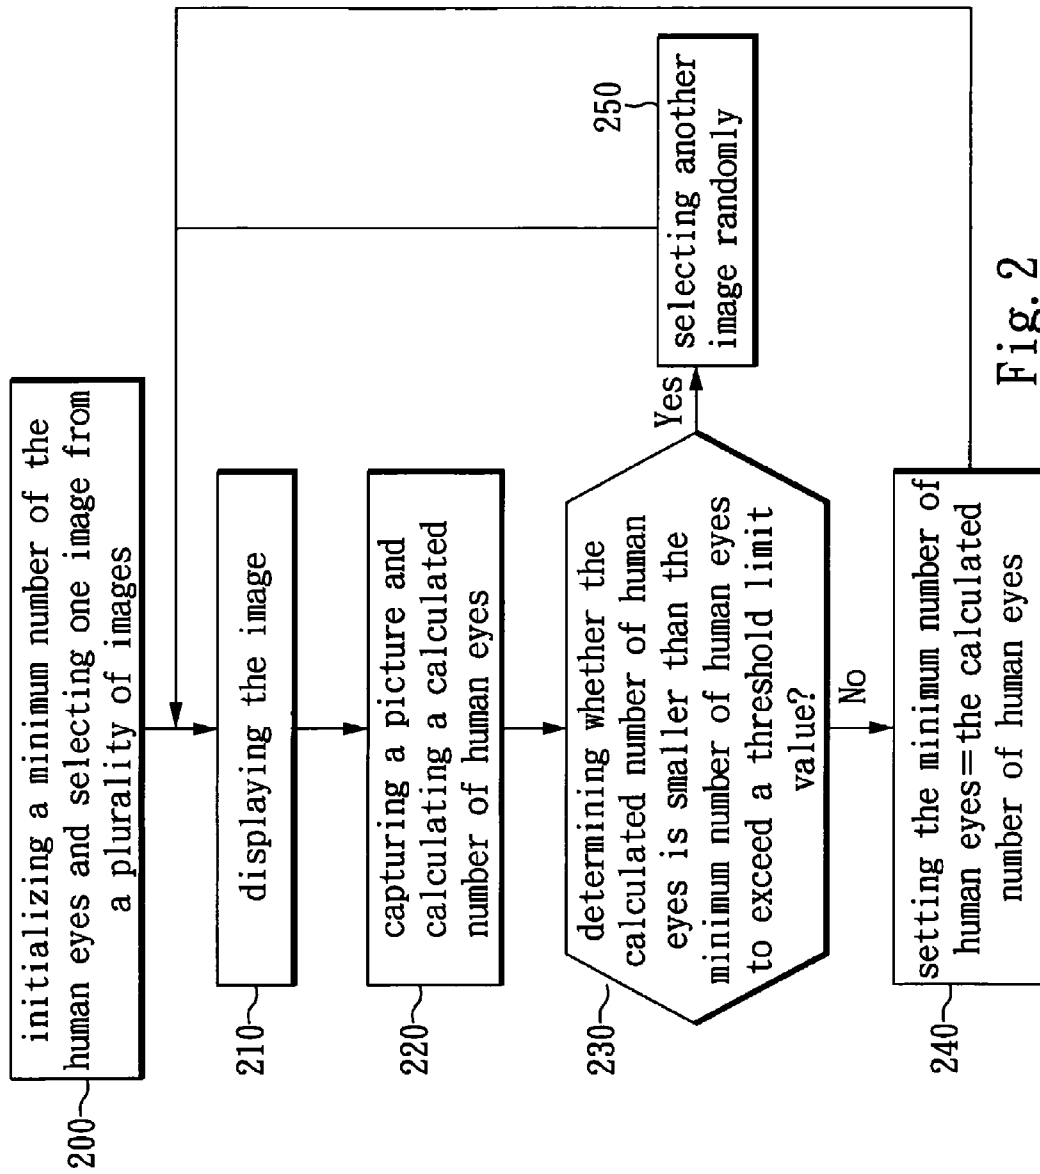 200
initializing a minimum number of the
human eyes and selecting one image from
a plurality of images
210
displaying the image
220
capturing a picture and
calculating a calculated
number of human eyes
230
determining whether the
calculated number of human
eyes is smaller than the
minimum number of human eyes
to exceed a threshold limit
value?
Yes
250
selecting another
image randomly
No
240
setting the minimum number of
human eyes=the calculated
number of human eyes
Fig. 2